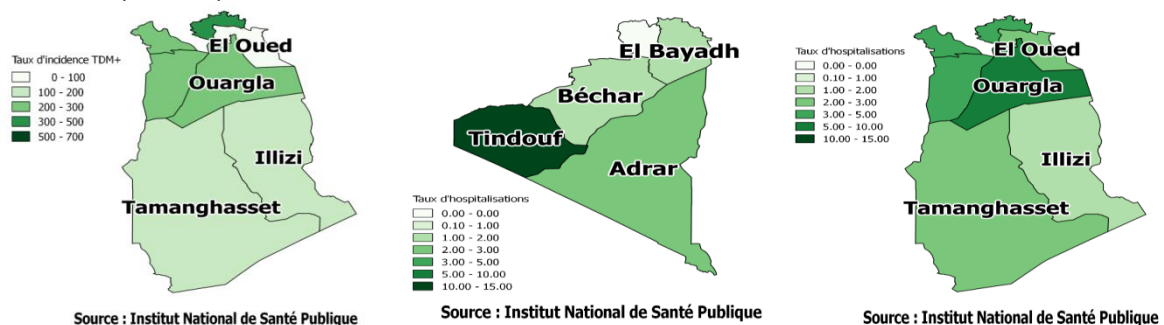 Taux d'incidence TDM+
0 - 100
100 - 200
200 - 300
300 - 500
500 - 700
El Oued
Ouargla
Illizi
Tamanghasset
Source : Institut National de Santé Publique
El Bayadh
Béchar
Tindouf
Adrar
Taux d'hospitalisations
0.00 - 0.00
0.10 - 1.00
1.00 - 2.00
2.00 - 3.00
3.00 - 5.00
5.00 - 10.00
10.00 - 15.00
Source : Institut National de Santé Publique
Taux d'hospitalisations
0.00 - 0.00
0.10 - 1.00
1.00 - 2.00
2.00 - 3.00
3.00 - 5.00
5.00 - 10.00
10.00 - 15.00
El Oued
Ouargla
Illizi
Tamanghasset
Source : Institut National de Santé Publique